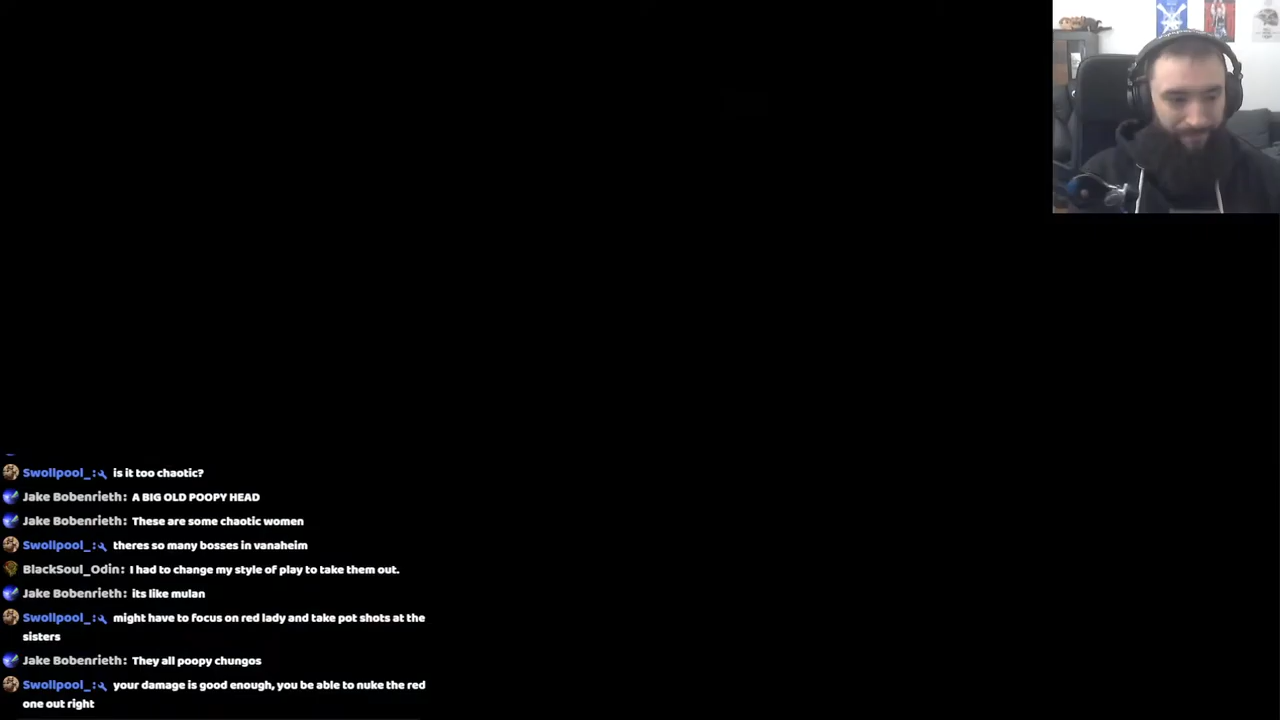 Swollpool_: is it too chaotic?
Jake Bobenrieth: A BIG OLD POOPY HEAD
Jake Bobenrieth: These are some chaotic women
Swollpool_: theres so many bosses in vanaheim
BlackSoul_Odin: I had to change my style of play to take them out.
Jake Bobenrieth: its like mulan
Swollpool_: might have to focus on red lady and take pot shots at the
sisters
Jake Bobenrieth: They all poopy chungos
Swollpool_: your damage is good enough, you be able to nuke the red
one out right